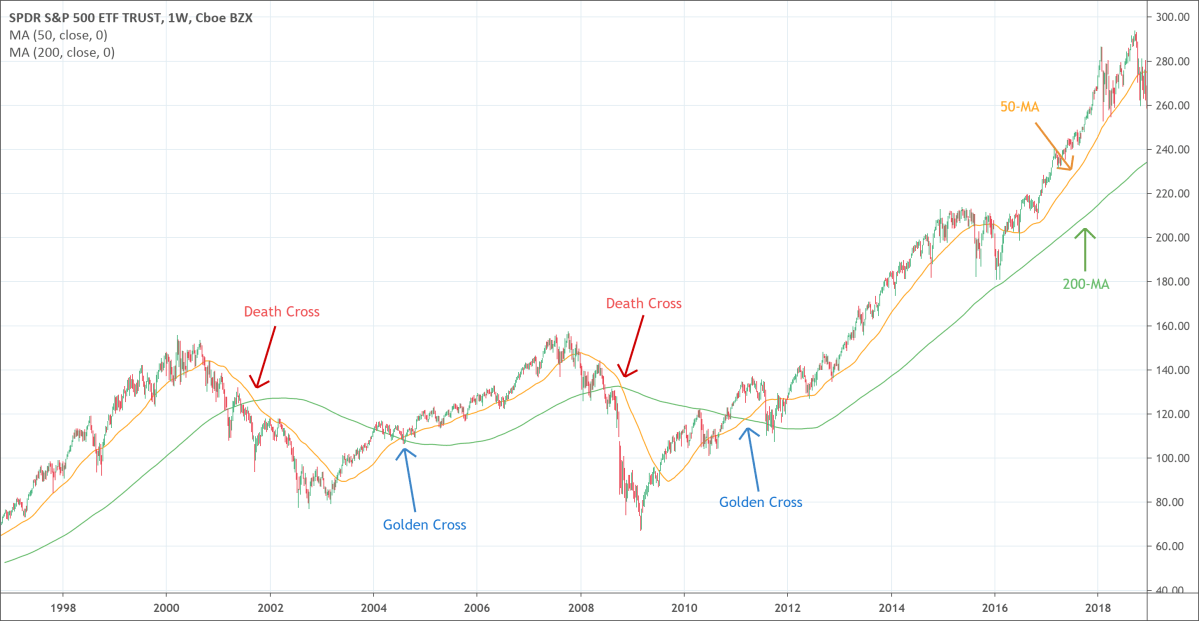 SPDR S&P 500 ETF TRUST, 1W, Cboe BZX
MA (50, close, 0)
MA (200, close, 0)
300.00
280.00
50-MA
260.00
240.00
220.00
200.00
200-MA
180.00
Death Cross
Death Cross
160.00
140.00
120.00
100.00
Golden Cross
80.00
Golden Cross
60.00
40.00
1998
2000
2002
2004
2006
2008
2010
2012
2014
2016
2018